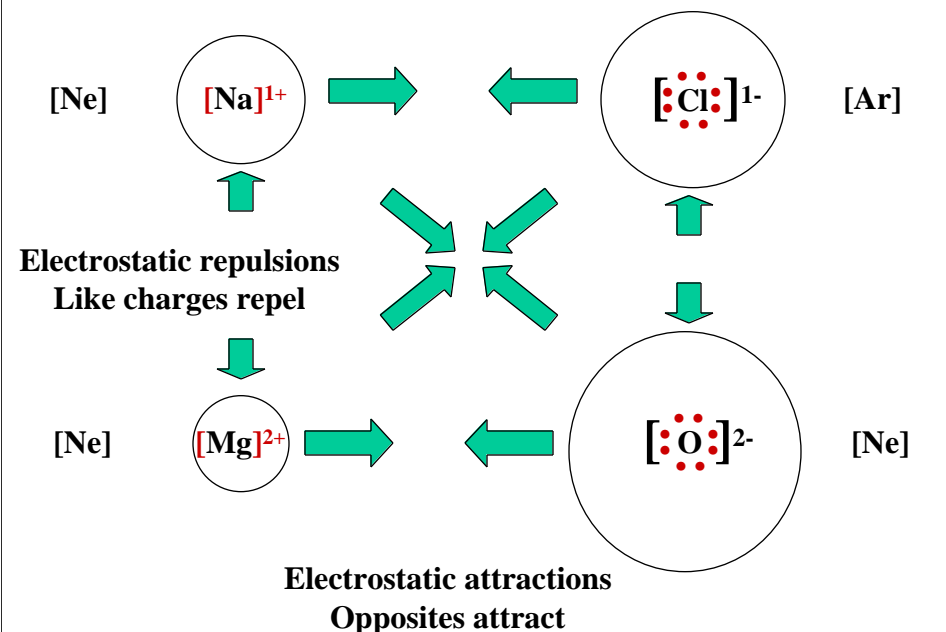 [Ne] [Na]1+ [Cl]1- [Ar]
Electrostatic repulsions
Like charges repel
[Ne] [Mg]2+ [O]2- [Ne]
Electrostatic attractions
Opposites attract